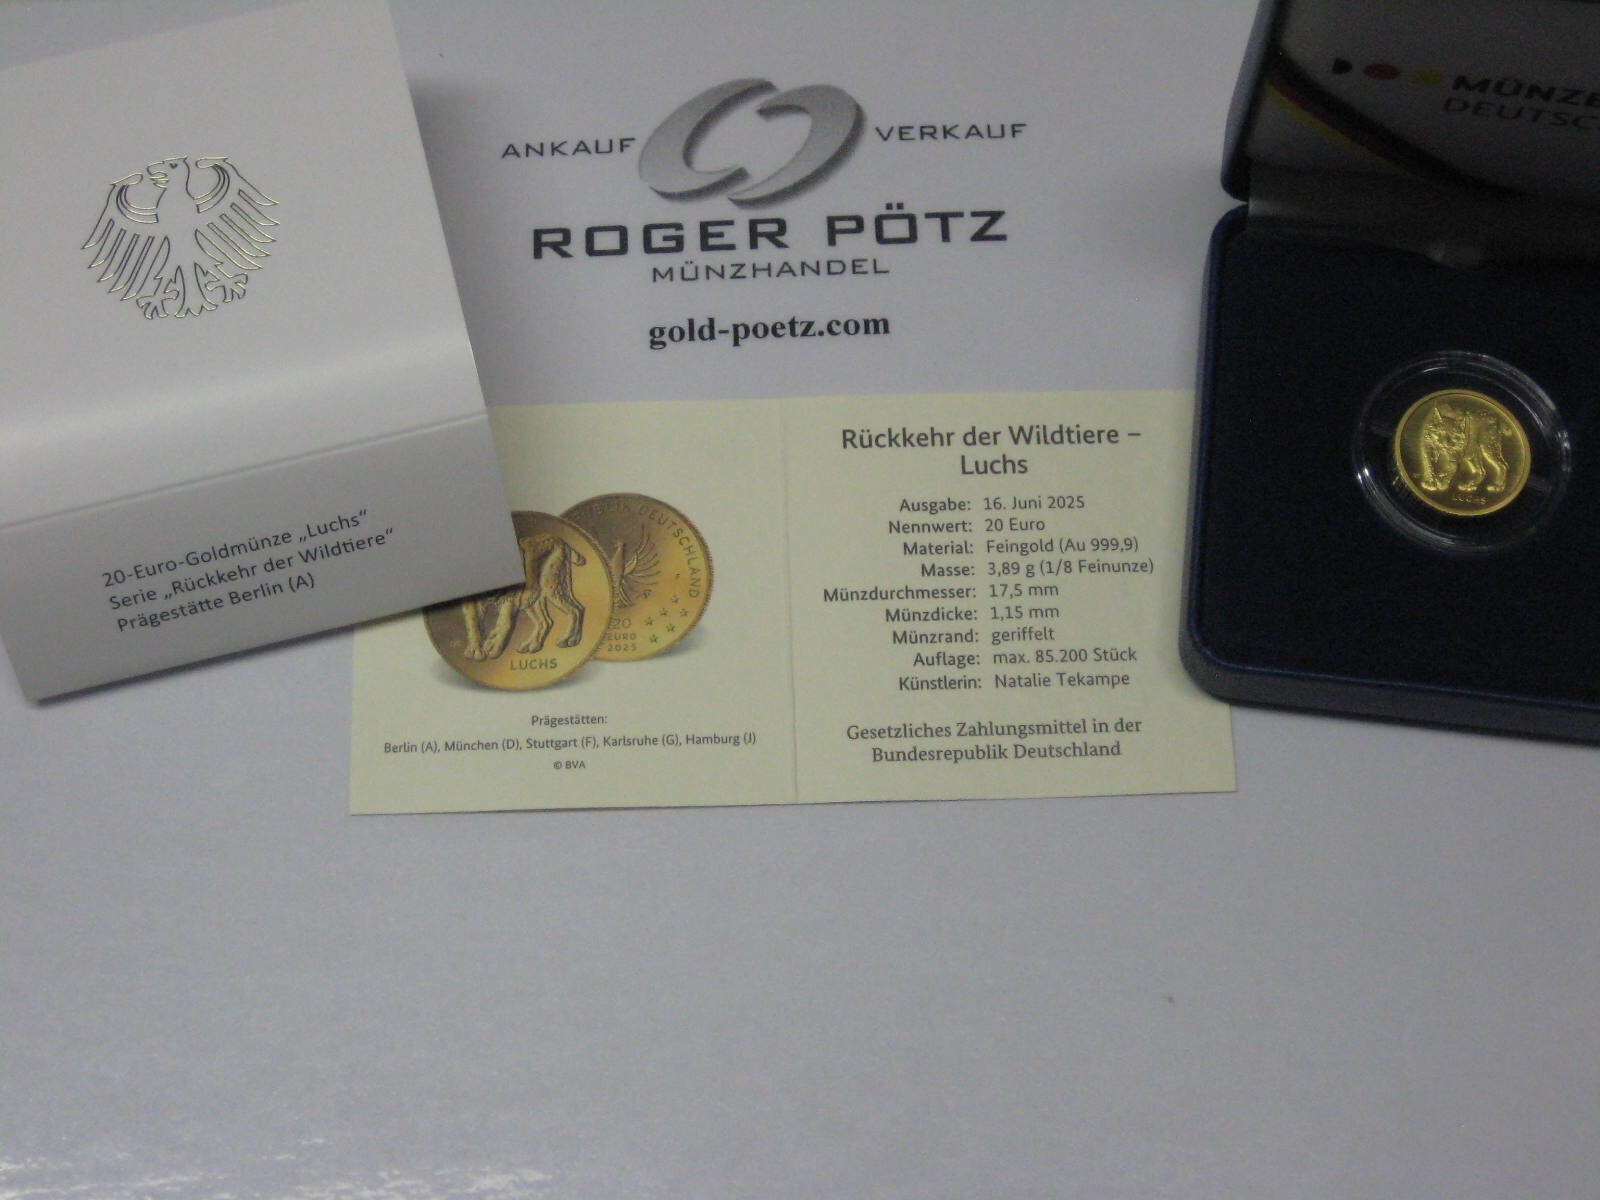 ANKAUF VERKAUF
ROGER PÖTZ
MÜNZHANDEL
gold-poetz.com
20-Euro-Goldmünze „Luchs“
Serie „Rückkehr der Wildtiere“
Prägestätte Berlin (A)
DEUTSCHLAND
20
EURO
2025
LUCHS
Prägestätten:
Berlin (A), München (D), Stuttgart (F), Karlsruhe (G), Hamburg (J)
© BVA
Rückkehr der Wildtiere –
Luchs
Ausgabe: 16. Juni 2025
Nennwert: 20 Euro
Material: Feingold (Au 999,9)
Masse: 3,89 g (1/8 Feinunze)
Münzdurchmesser: 17,5 mm
Münzdicke: 1,15 mm
Münzrand: geriffelt
Auflage: max. 85.200 Stück
Künstlerin: Natalie Tekampe
Gesetzliches Zahlungsmittel in der
Bundesrepublik Deutschland
MÜNZE
DEUTSC
LUCHS